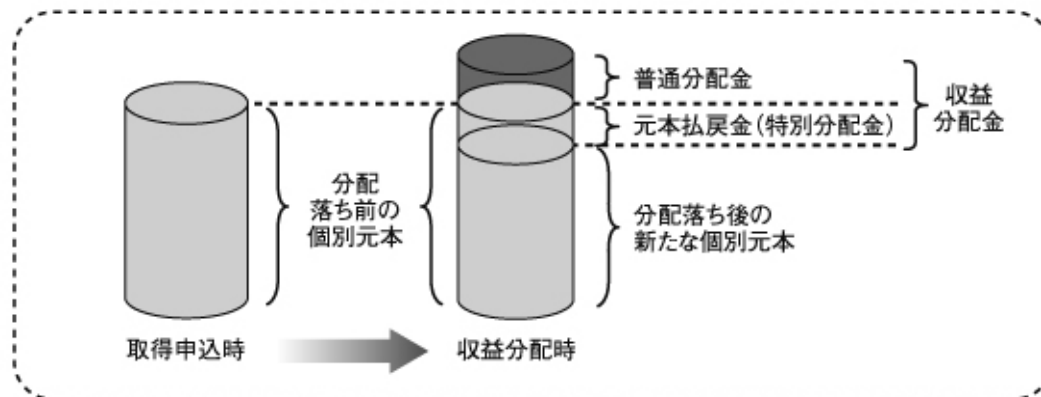 普通分配金
収益
分配金
元本払戻金(特別分配金)
分配
落ち前の
個別元本
分配落ち後の
新たな個別元本
取得申込時
収益分配時